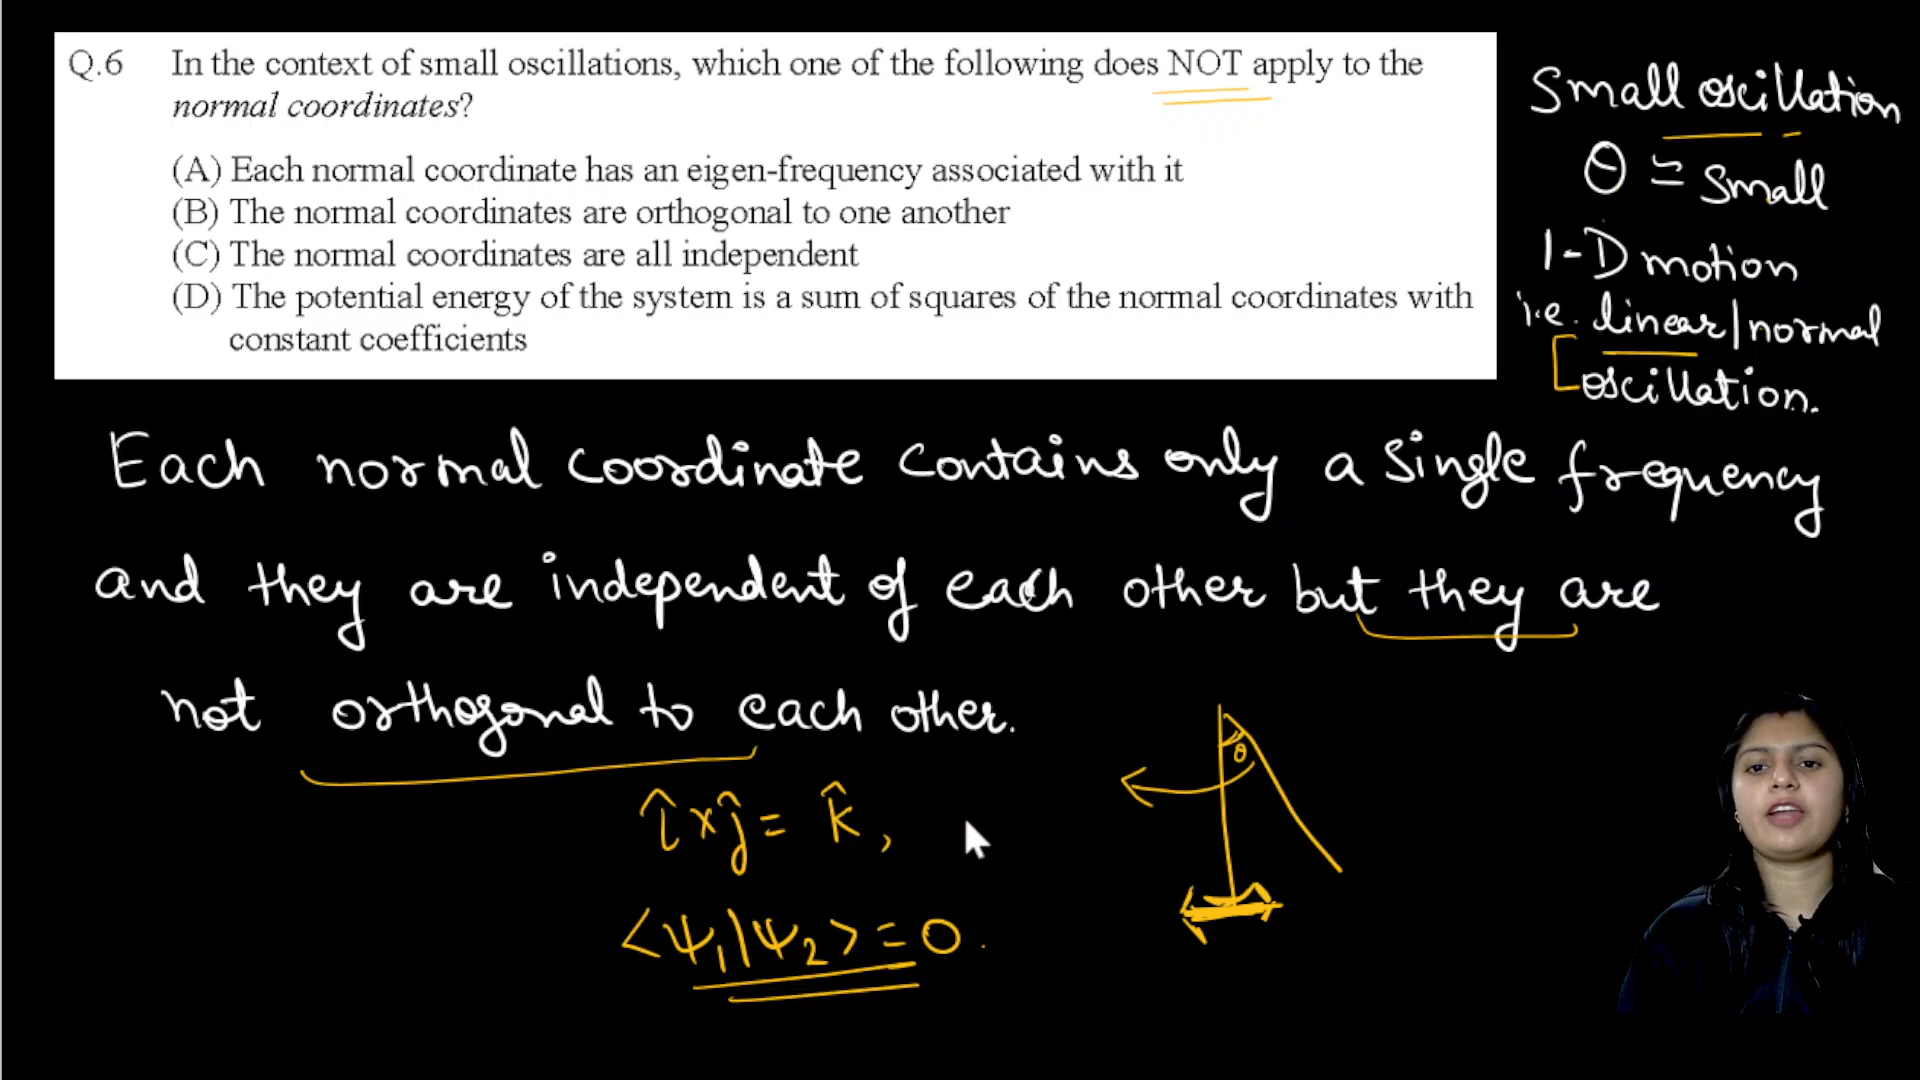 Q.6 In the context of small oscillations, which one of the following does NOT apply to the
normal coordinates?
(A) Each normal coordinate has an eigen-frequency associated with it
(B) The normal coordinates are orthogonal to one another
(C) The normal coordinates are all independent
(D) The potential energy of the system is a sum of squares of the normal coordinates with
constant coefficients
Small oscillation
θ ≃ small
1-D motion
i.e. linear/normal
oscillation.
Each normal coordinate contains only a single frequency
and they are independent of each other but they are
not orthogonal to each other.
î × ĵ = k̂,
<ψ₁|ψ₂> = 0.
θ